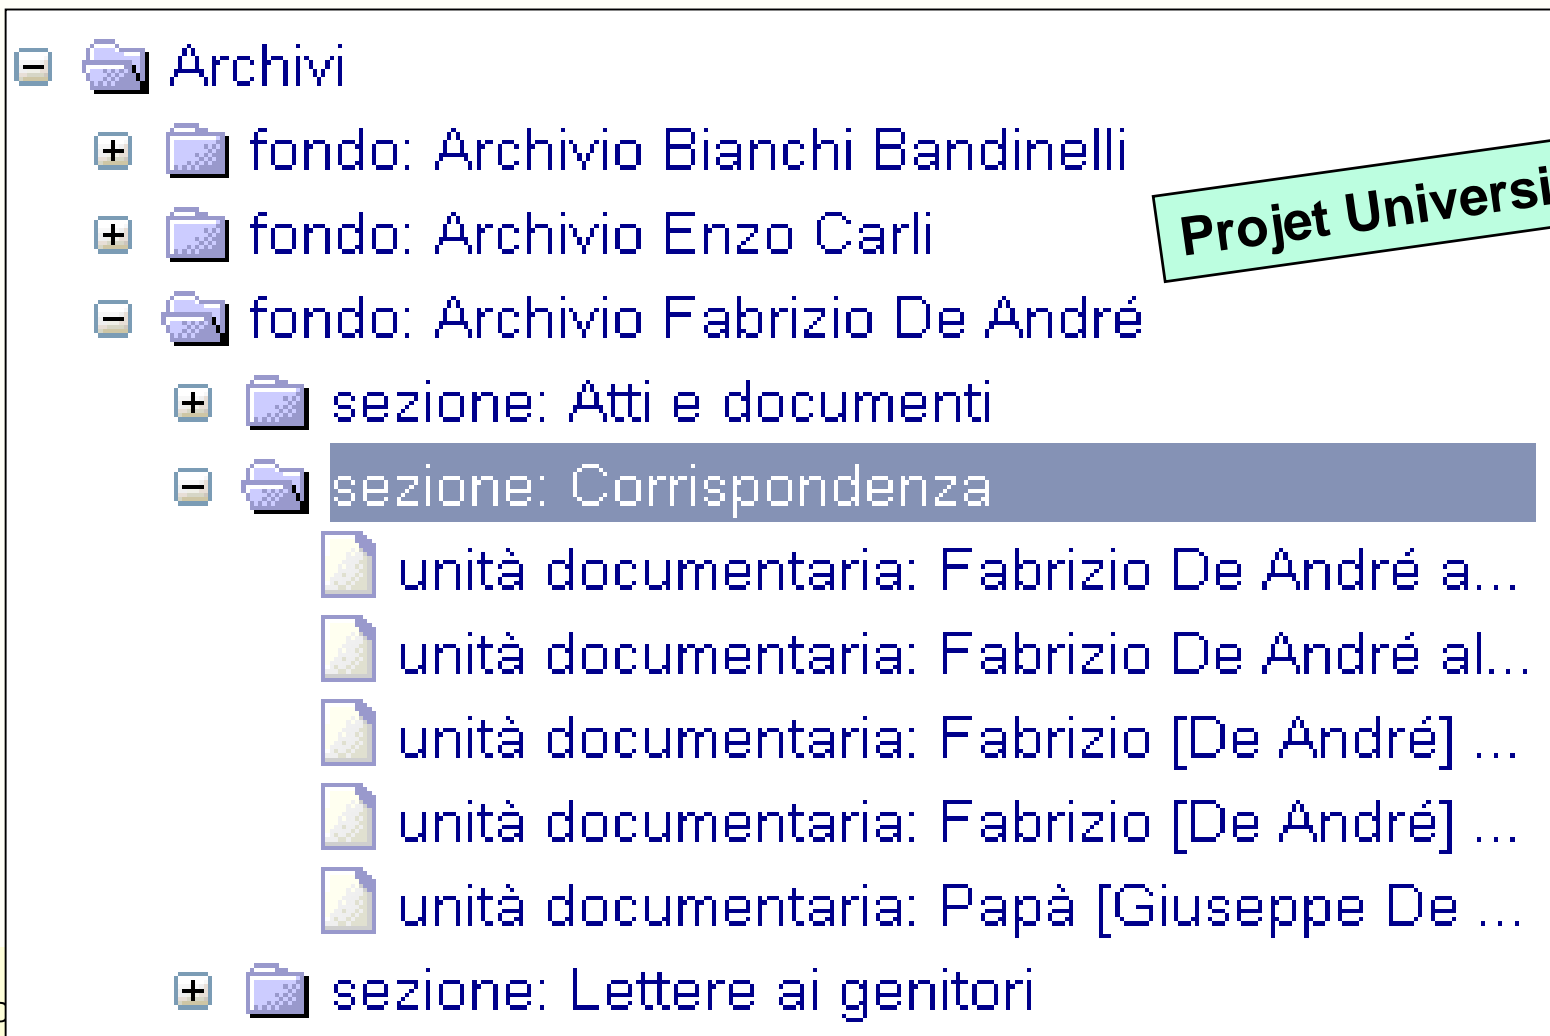 Archivi
fondo: Archivio Bianchi Bandinelli
Projet
fondo: Archivio Enzo Carli
fondo: Archivio Fabrizio De André
sezione: Atti e documenti
sezione: Corrispondenza
unità documentaria: Fabrizio De André a...
unità documentaria: Fabrizio De André al...
unità documentaria: Fabrizio [De André] ...
unità documentaria: Fabrizio [De André] ...
unità documentaria: Papà [Giuseppe De ...
sezione: Lettere ai genitori